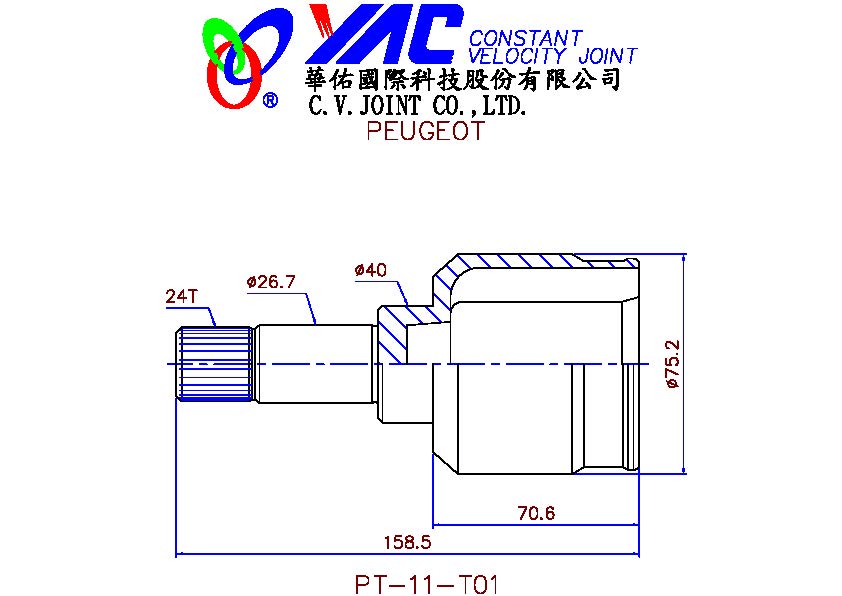 YAC CONSTANT
VELOCITY JOINT
®
華佑國際科技股份有限公司
C.V.JOINT CO.,LTD.
PEUGEOT
24T
ø26.7
ø40
ø75.2
70.6
158.5
PT-11-T01